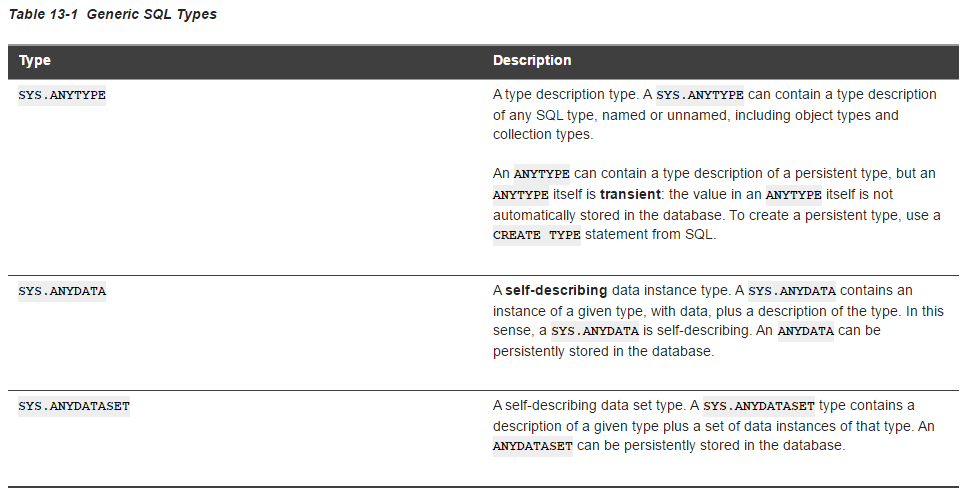 Table 13-1 Generic SQL Types
Type Description
SYS.ANYTYPE
A type description type. A SYS.ANYTYPE can contain a type description
of any SQL type, named or unnamed, including object types and
collection types.
An ANYTYPE can contain a type description of a persistent type, but an
ANYTYPE itself is transient: the value in an ANYTYPE itself is not
automatically stored in the database. To create a persistent type, use a
CREATE TYPE statement from SQL.
SYS.ANYDATA
A self-describing data instance type. A SYS.ANYDATA contains an
instance of a given type, with data, plus a description of the type. In this
sense, a SYS.ANYDATA is self-describing. An ANYDATA can be
persistently stored in the database.
SYS.ANYDATASET
A self-describing data set type. A SYS.ANYDATASET type contains a
description of a given type plus a set of data instances of that type. An
ANYDATASET can be persistently stored in the database.